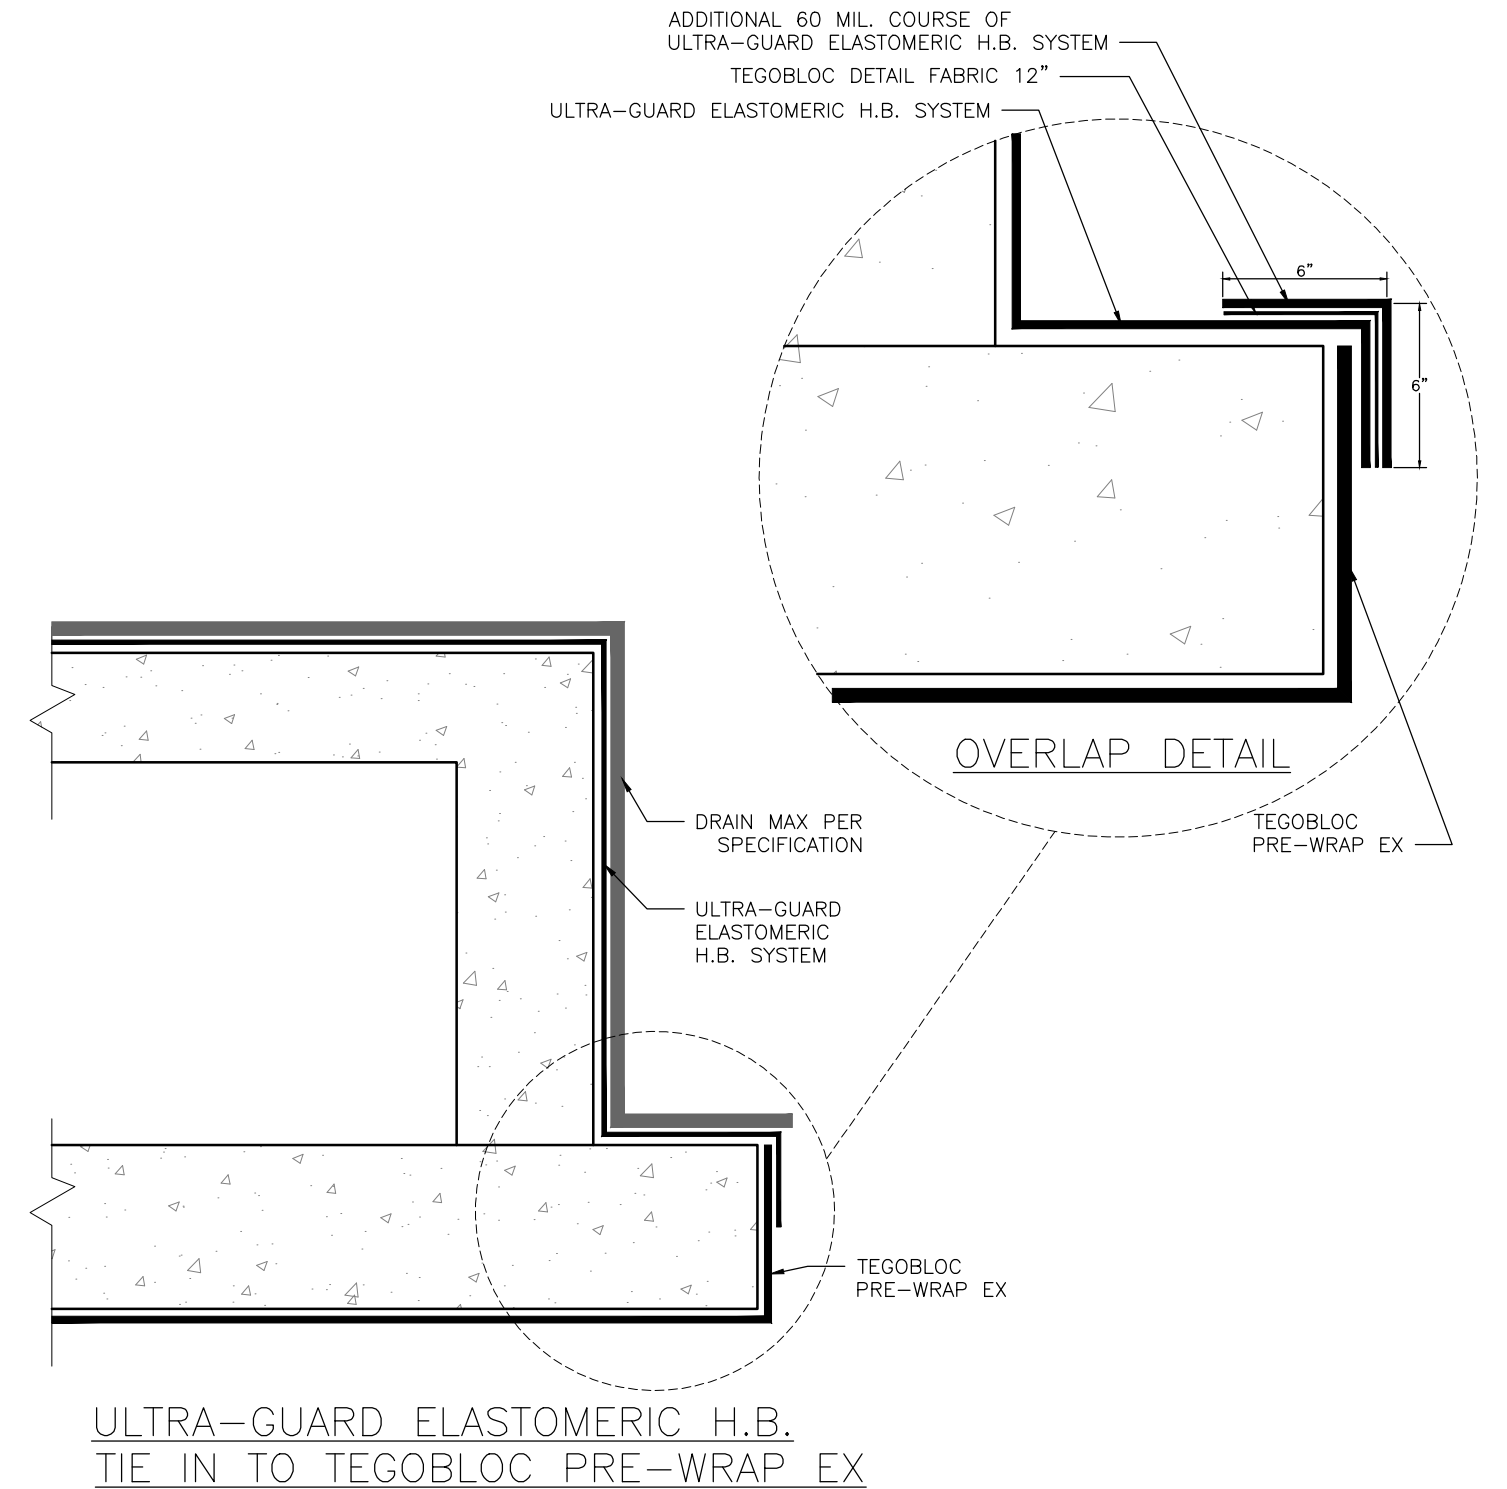 ADDITIONAL 60 MIL. COURSE OF
ULTRA-GUARD ELASTOMERIC H.B. SYSTEM
TEGOBLOC DETAIL FABRIC 12"
ULTRA-GUARD ELASTOMERIC H.B. SYSTEM
6"
6"
OVERLAP DETAIL
TEGOBLOC
PRE-WRAP EX
DRAIN MAX PER
SPECIFICATION
ULTRA-GUARD
ELASTOMERIC
H.B. SYSTEM
TEGOBLOC
PRE-WRAP EX
ULTRA-GUARD ELASTOMERIC H.B.
TIE IN TO TEGOBLOC PRE-WRAP EX